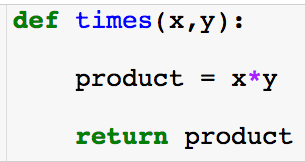 def times(x,y):
    product = x*y
    return product